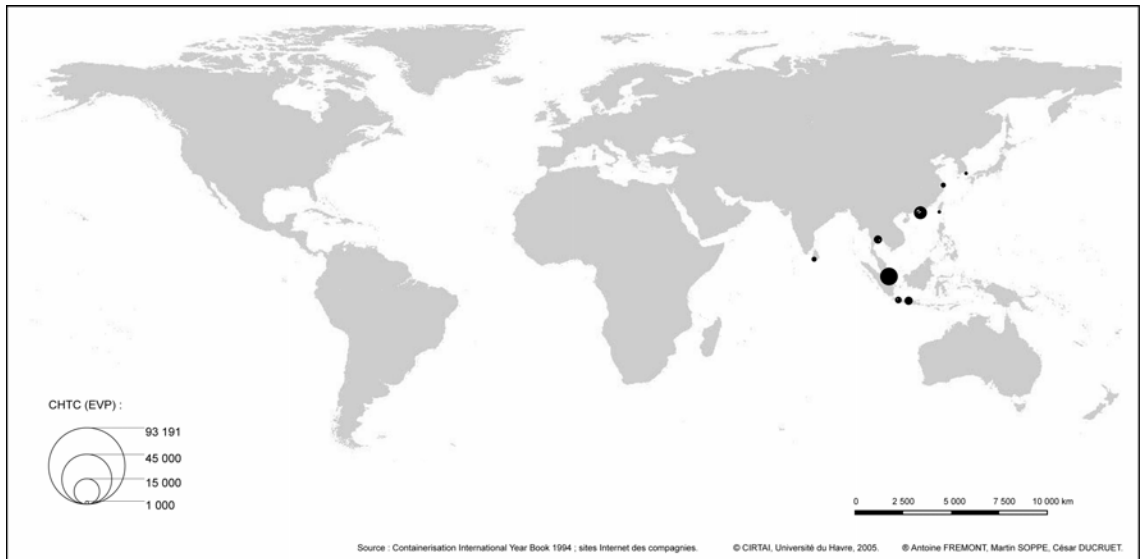 CHTC (EVP) :
93 191
45 000
15 000
1 000
0 2 500 5 000 7 500 10 000 km
Source : Containerisation International Year Book 1994 ; sites Internet des compagnies. © CIRTAI, Université du Havre, 2005. ® Antoine FREMONT, Martin SOPPE, César DUCRUET.